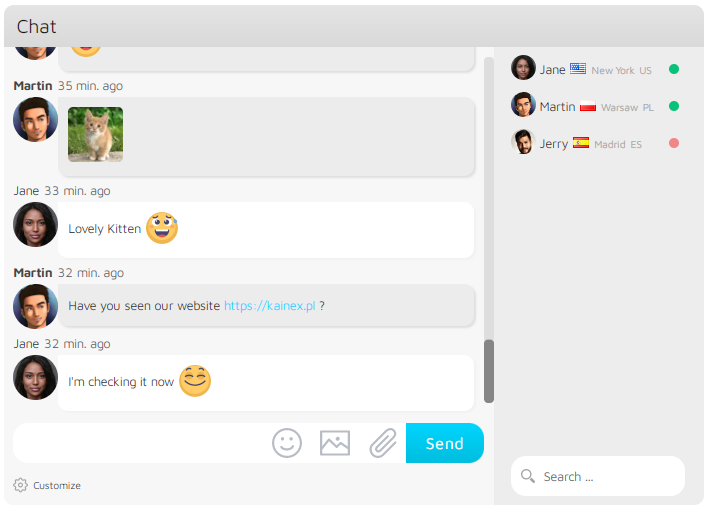 Chat
Martin 35 min. ago
Jane 33 min. ago
Lovely Kitten
Martin 32 min. ago
Have you seen our website https://kainex.pl ?
Jane 32 min. ago
I'm checking it now
Send
Customize
Jane New York US
Martin Warsaw PL
Jerry Madrid ES
Search ...